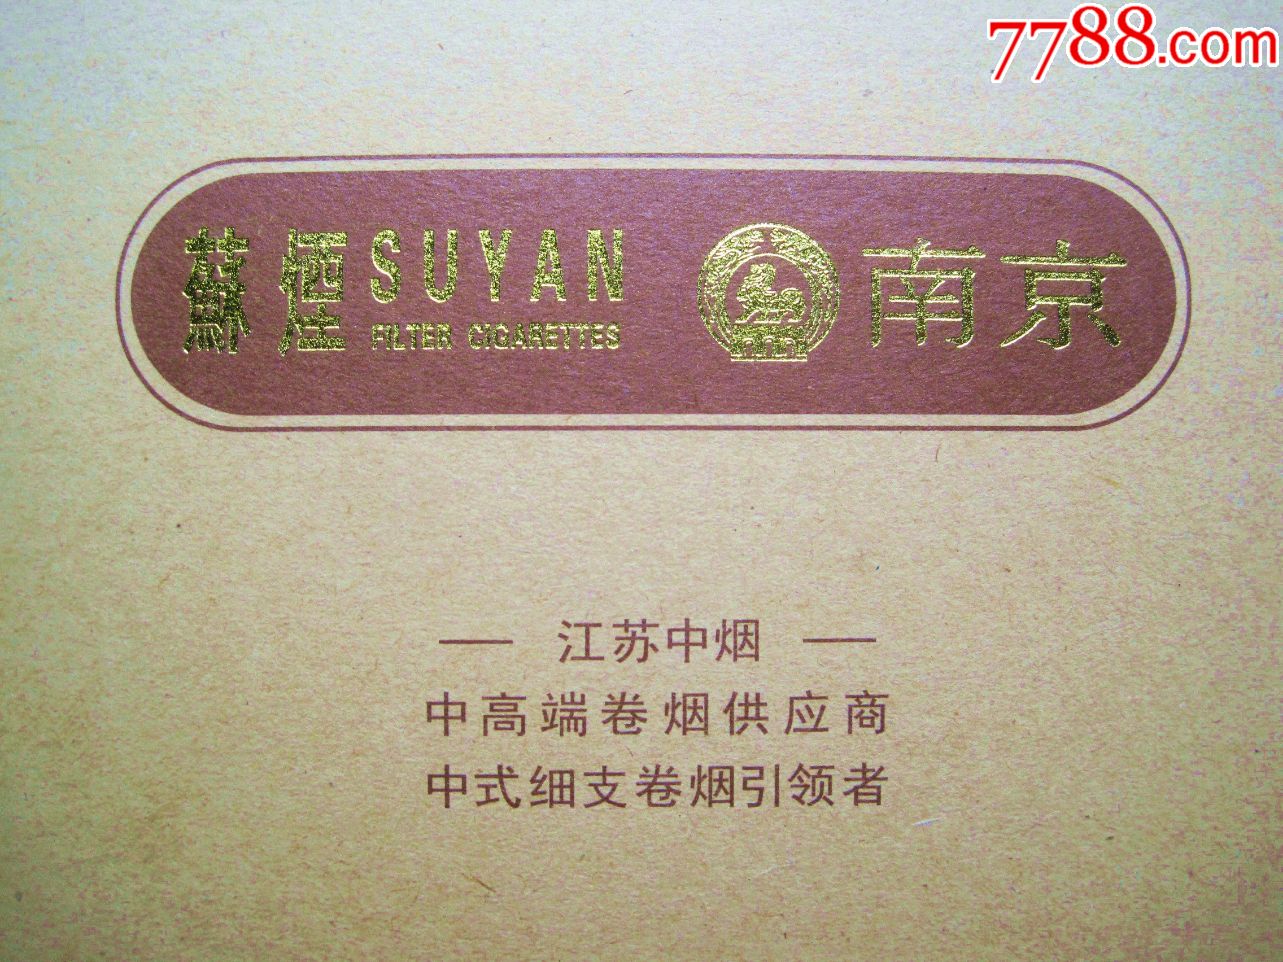 7788.com
蘇煙 SUYAN 南京
FILTER CIGARETTES
— 江苏中烟 —
中高端卷烟供应商
中式细支卷烟引领者